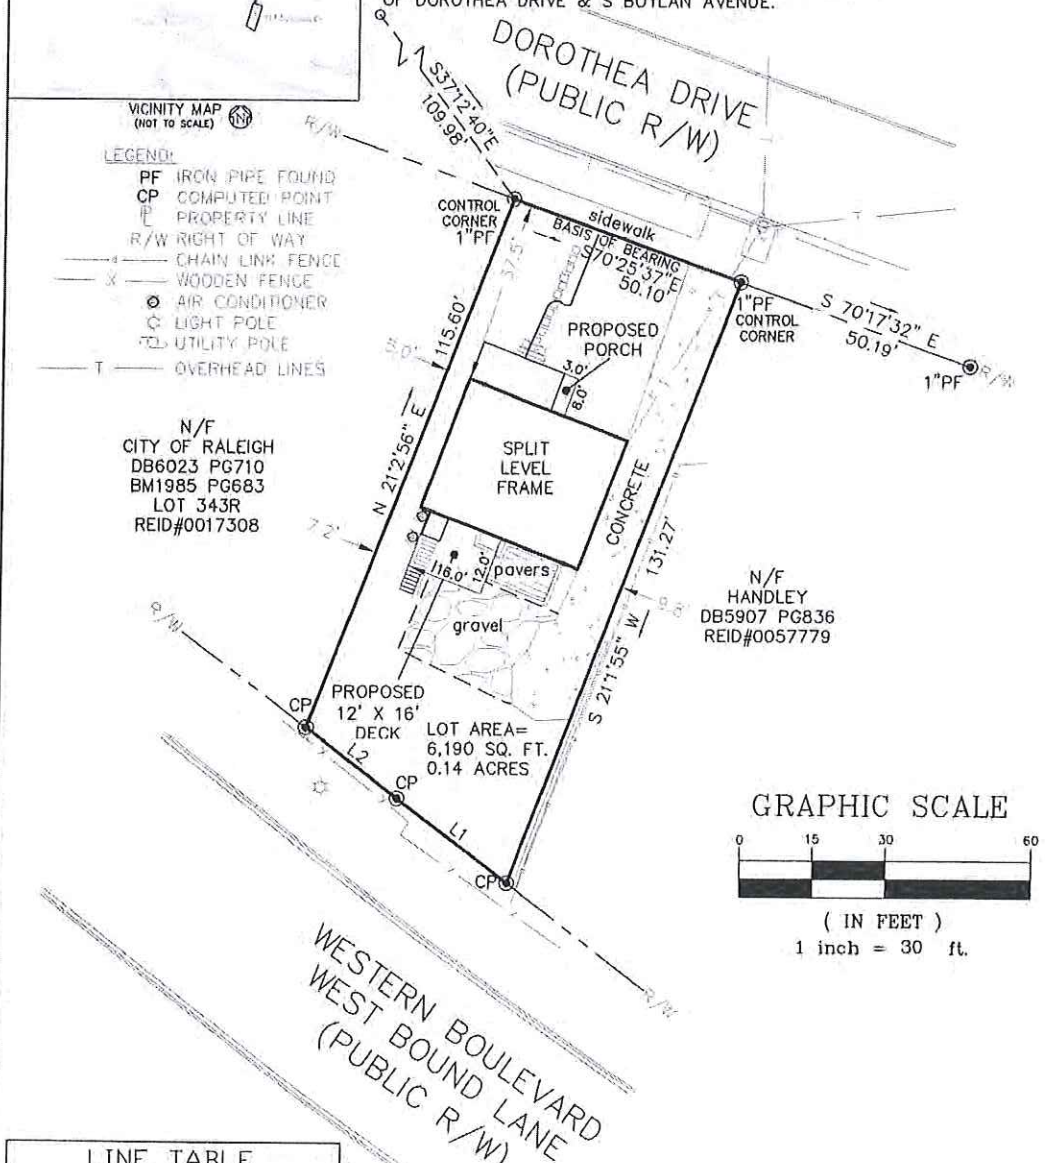 OF DOROTHEA DRIVE & S BOYLAN AVENUE.
VICINITY MAP
(NOT TO SCALE)
LEGEND:
PF IRON PIPE FOUND
CP COMPUTED POINT
PROPERTY LINE
R/W RIGHT OF WAY
CHAIN LINK FENCE
X WOODEN FENCE
AIR CONDITIONER
LIGHT POLE
UTILITY POLE
T OVERHEAD LINES
DOROTHEA DRIVE
(PUBLIC R/W)
S37°12'40"E
109.98'
R/W
CONTROL
CORNER
1"PF
sidewalk
BASIS OF BEARING
S70°25'37"E
50.10'
1"PF
CONTROL
CORNER
S 70°17'32" E
50.19'
1"PF
R/W
T
37.5'
115.60'
N 21°2'56" E
PROPOSED
PORCH
3.0'
8.0'
SPLIT
LEVEL
FRAME
CONCRETE
131.27'
S 21°1'55" W
9.8'
7.2'
N/F
CITY OF RALEIGH
DB6023 PG710
BM1985 PG683
LOT 343R
REID#0017308
N/F
HANDLEY
DB5907 PG836
REID#0057779
16.0'
12.0'
pavers
gravel
R/W
CP
PROPOSED
12' X 16'
DECK
LOT AREA=
6,190 SQ. FT.
0.14 ACRES
L2
CP
L1
CP
R/W
GRAPHIC SCALE
0 15 30 60
( IN FEET )
1 inch = 30 ft.
WESTERN BOULEVARD
WEST BOUND LANE
(PUBLIC R/W)
LINE TABLE